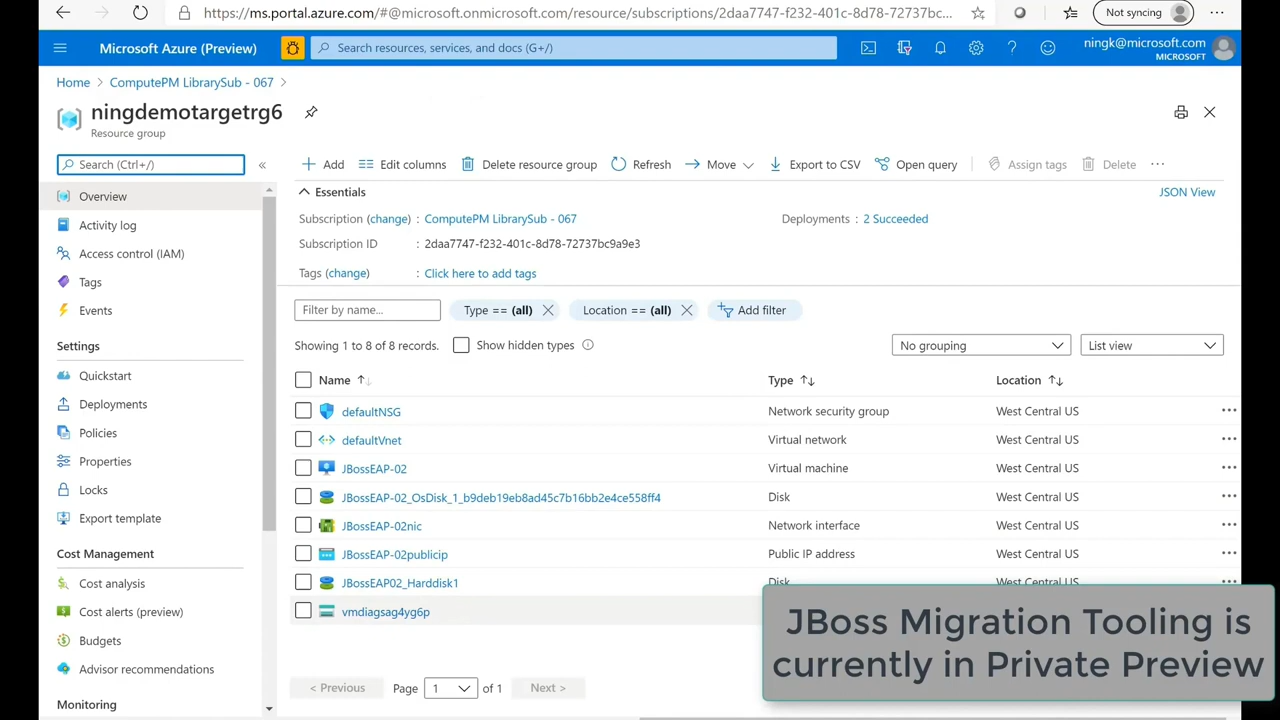 https://ms.portal.azure.com/#@microsoft.onmicrosoft.com/resource/subscriptions/2daa7747-f232-401c-8d78-72737bc...
Not syncing
Microsoft Azure (Preview)
Search resources, services, and docs (G+/)
ningk@microsoft.com
MICROSOFT
Home > ComputePM LibrarySub - 067 >
ningdemotargetrg6
Resource group
Search (Ctrl+/)
«
Add
Edit columns
Delete resource group
Refresh
Move
Export to CSV
Open query
Assign tags
Delete
...
Overview
Activity log
Access control (IAM)
Tags
Events
Settings
Quickstart
Deployments
Policies
Properties
Locks
Export template
Cost Management
Cost analysis
Cost alerts (preview)
Budgets
Advisor recommendations
Monitoring
Essentials
JSON View
Subscription (change) : ComputePM LibrarySub - 067
Deployments : 2 Succeeded
Subscription ID : 2daa7747-f232-401c-8d78-72737bc9a9e3
Tags (change) : Click here to add tags
Filter by name...
Type == (all)
Location == (all)
Add filter
Showing 1 to 8 of 8 records.
Show hidden types
No grouping
List view
Name Type Location
defaultNSG Network security group West Central US
defaultVnet Virtual network West Central US
JBossEAP-02 Virtual machine West Central US
JBossEAP-02_OsDisk_1_b9deb19eb8ad45c7b16bb2e4ce558ff4 Disk West Central US
JBossEAP-02nic Network interface West Central US
JBossEAP-02publicip Public IP address West Central US
JBossEAP02_Harddisk1 Disk West Central US
vmdiagsag4yg6p
< Previous Page 1 of 1 Next >
JBoss Migration Tooling is
currently in Private Preview